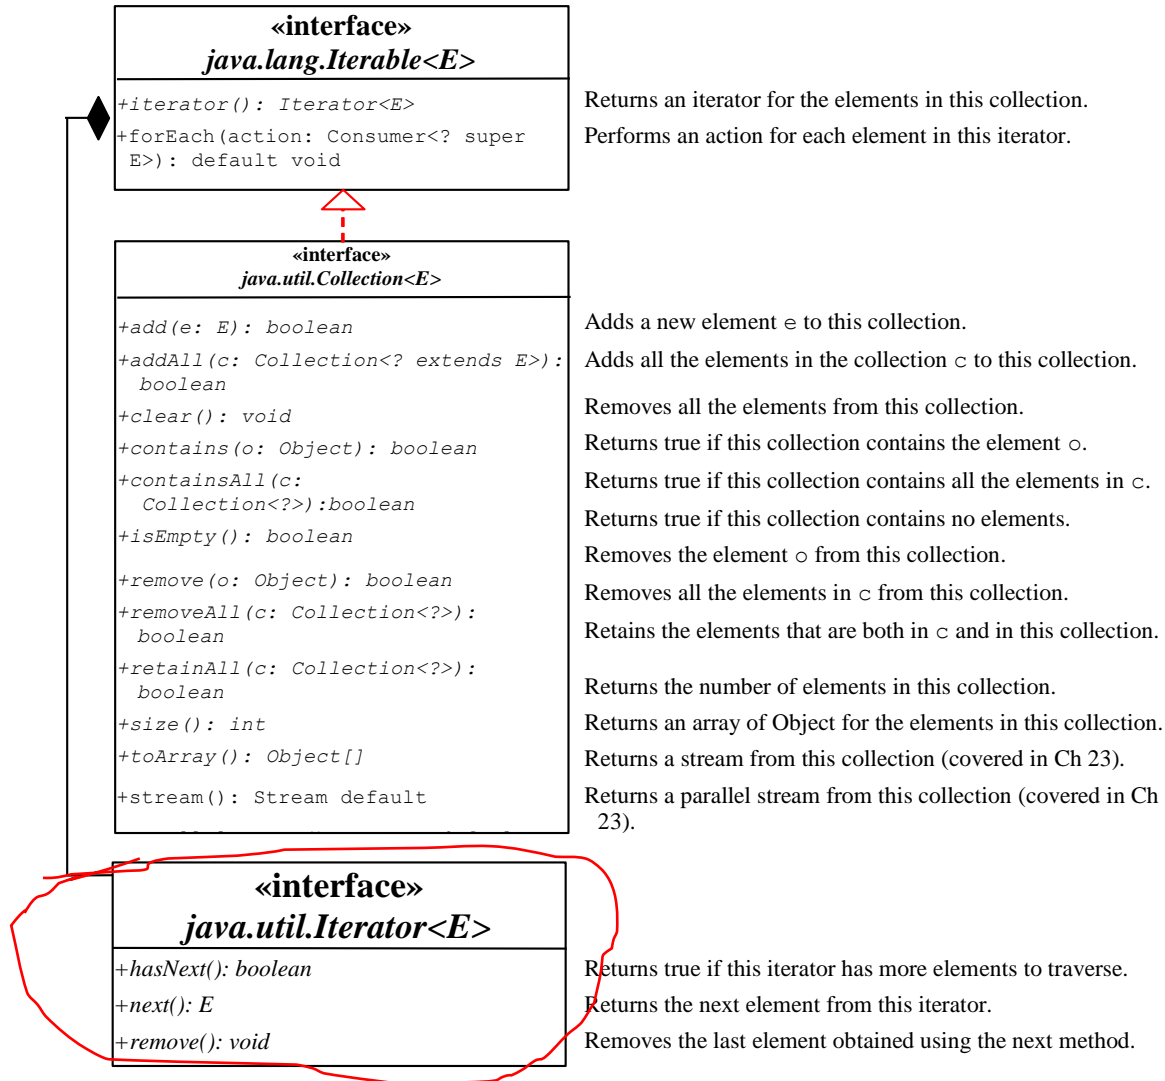 «interface»
java.lang.Iterable<E>
+iterator(): Iterator<E>
Returns an iterator for the elements in this collection.
+forEach(action: Consumer<? super
E>): default void
Performs an action for each element in this iterator.
«interface»
java.util.Collection<E>
+add(e: E): boolean
Adds a new element e to this collection.
+addAll(c: Collection<? extends E>):
boolean
Adds all the elements in the collection c to this collection.
+clear(): void
Removes all the elements from this collection.
+contains(o: Object): boolean
Returns true if this collection contains the element o.
+containsAll(c:
Collection<?>):boolean
Returns true if this collection contains all the elements in c.
+isEmpty(): boolean
Returns true if this collection contains no elements.
+remove(o: Object): boolean
Removes the element o from this collection.
+removeAll(c: Collection<?>):
boolean
Removes all the elements in c from this collection.
+retainAll(c: Collection<?>):
boolean
Retains the elements that are both in c and in this collection.
+size(): int
Returns the number of elements in this collection.
+toArray(): Object[]
Returns an array of Object for the elements in this collection.
+stream(): Stream default
Returns a stream from this collection (covered in Ch 23).
Returns a parallel stream from this collection (covered in Ch
23).
«interface»
java.util.Iterator<E>
+hasNext(): boolean
Returns true if this iterator has more elements to traverse.
+next(): E
Returns the next element from this iterator.
+remove(): void
Removes the last element obtained using the next method.